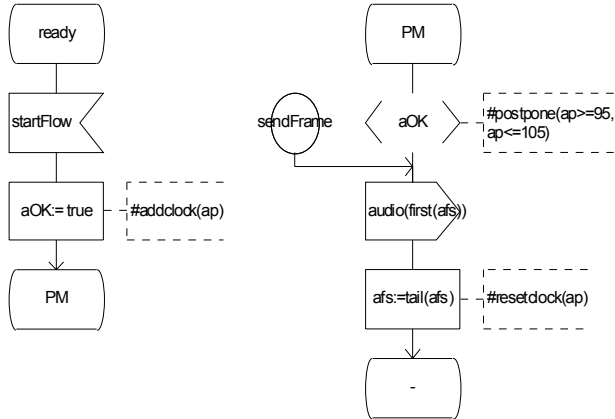 ready
startFlow
aOK:= true
#addclock(ap)
PM
PM
sendFrame
aOK
#postpone(ap>=95,
ap<=105)
audio(first(afs))
afs:=tail(afs)
#resetclock(ap)
-